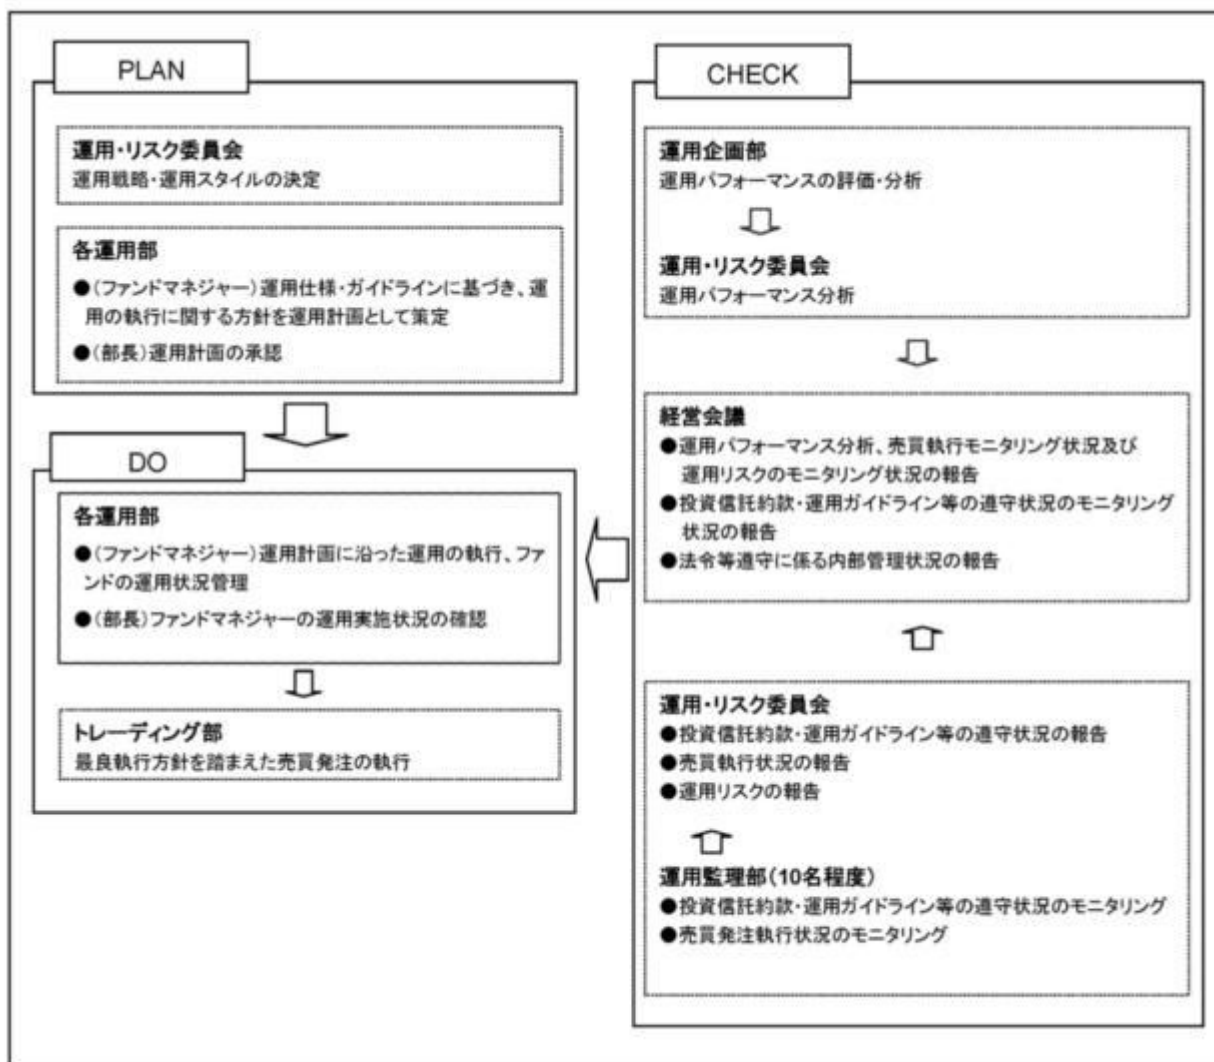 PLAN
運用・リスク委員会
運用戦略・運用スタイルの決定
各運用部
●(ファンドマネジャー)運用仕様・ガイドラインに基づき、運
用の執行に関する方針を運用計画として策定
●(部長)運用計画の承認
DO
各運用部
●(ファンドマネジャー)運用計画に沿った運用の執行、ファ
ンドの運用状況管理
●(部長)ファンドマネジャーの運用実施状況の確認
トレーディング部
最良執行方針を踏まえた売買発注の執行
CHECK
運用企画部
運用パフォーマンスの評価・分析
運用・リスク委員会
運用パフォーマンス分析
経営会議
●運用パフォーマンス分析、売買執行モニタリング状況及び
運用リスクのモニタリング状況の報告
●投資信託約款・運用ガイドライン等の遵守状況のモニタリング
状況の報告
●法令等遵守に係る内部管理状況の報告
運用・リスク委員会
●投資信託約款・運用ガイドライン等の遵守状況の報告
●売買執行状況の報告
●運用リスクの報告
運用監理部(10名程度)
●投資信託約款・運用ガイドライン等の遵守状況のモニタリング
●売買発注執行状況のモニタリング